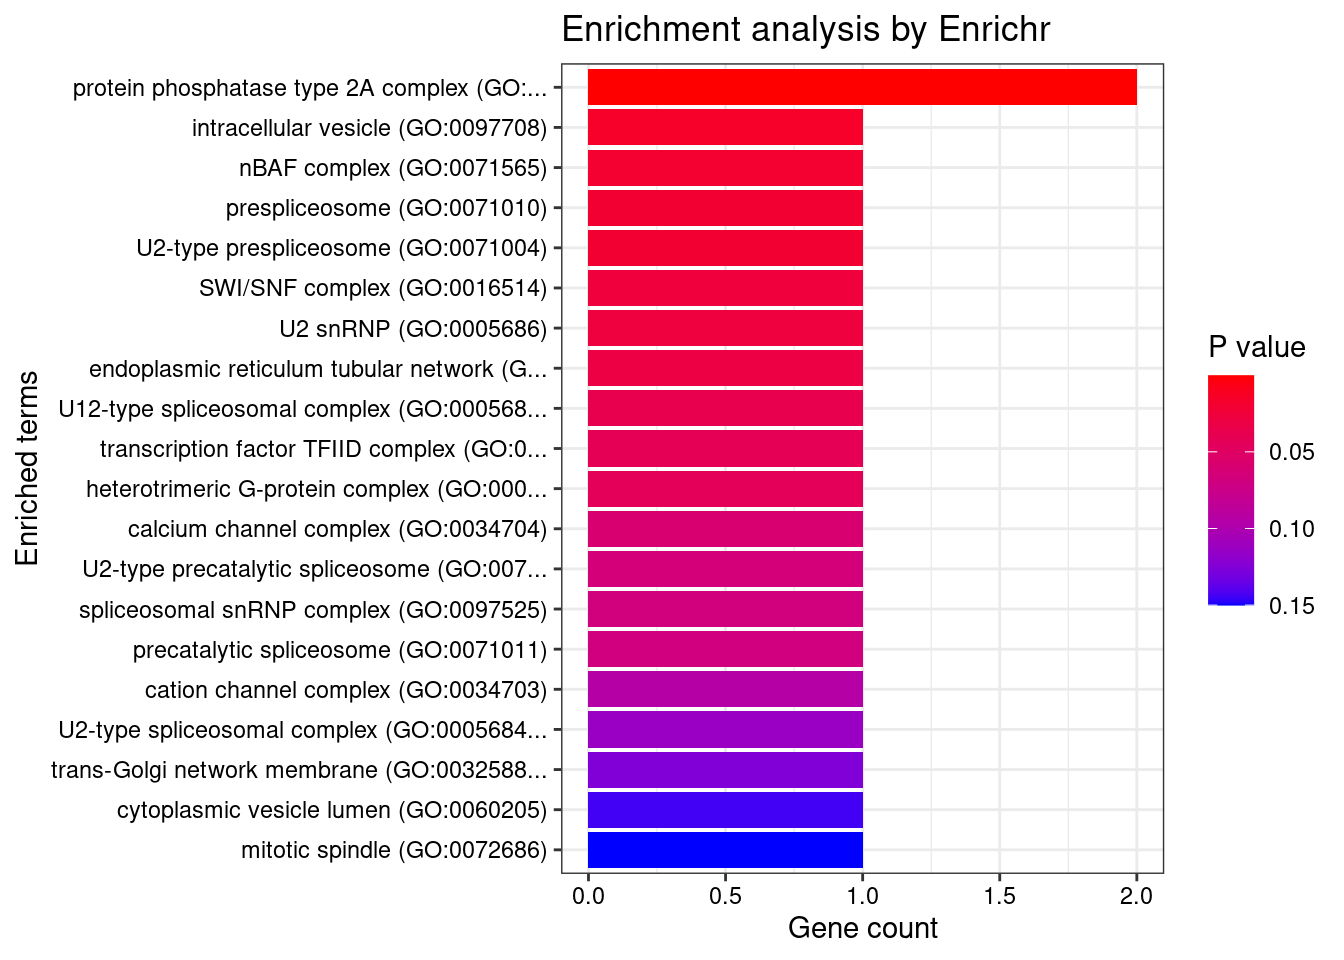 Enrichment analysis by Enrichr
protein phosphatase type 2A complex (GO:...
intracellular vesicle (GO:0097708)
nBAF complex (GO:0071565)
prespliceosome (GO:0071010)
U2-type prespliceosome (GO:0071004)
SWI/SNF complex (GO:0016514)
U2 snRNP (GO:0005686)
endoplasmic reticulum tubular network (G...
U12-type spliceosomal complex (GO:000568...
transcription factor TFIID complex (GO:0...
heterotrimeric G-protein complex (GO:000...
calcium channel complex (GO:0034704)
U2-type precatalytic spliceosome (GO:007...
spliceosomal snRNP complex (GO:0097525)
precatalytic spliceosome (GO:0071011)
cation channel complex (GO:0034703)
U2-type spliceosomal complex (GO:0005684...
trans-Golgi network membrane (GO:0032588...
cytoplasmic vesicle lumen (GO:0060205)
mitotic spindle (GO:0072686)
Enriched terms
0.0 0.5 1.0 1.5 2.0
Gene count
P value
0.05
0.10
0.15